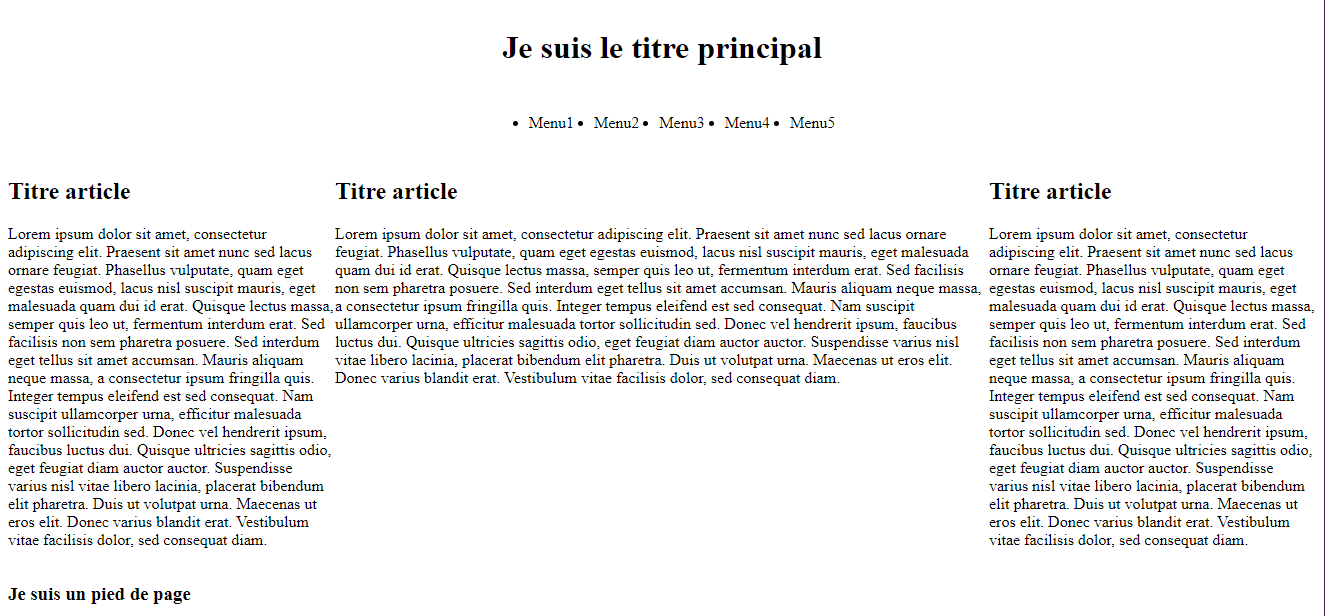 Je suis le titre principal
• Menu1 • Menu2 • Menu3 • Menu4 • Menu5
Titre article
Lorem ipsum dolor sit amet, consectetur
adipiscing elit. Praesent sit amet nunc sed lacus
ornare feugiat. Phasellus vulputate, quam eget
egestas euismod, lacus nisl suscipit mauris, eget
malesuada quam dui id erat. Quisque lectus massa,
semper quis leo ut, fermentum interdum erat. Sed
facilisis non sem pharetra posuere. Sed interdum
eget tellus sit amet accumsan. Mauris aliquam
neque massa, a consectetur ipsum fringilla quis.
Integer tempus eleifend est sed consequat. Nam
suscipit ullamcorper urna, efficitur malesuada
tortor sollicitudin sed. Donec vel hendrerit ipsum,
faucibus luctus dui. Quisque ultricies sagittis odio,
eget feugiat diam auctor auctor. Suspendisse
varius nisl vitae libero lacinia, placerat bibendum
elit pharetra. Duis ut volutpat urna. Maecenas ut
eros elit. Donec varius blandit erat. Vestibulum
vitae facilisis dolor, sed consequat diam.
Titre article
Lorem ipsum dolor sit amet, consectetur adipiscing elit. Praesent sit amet nunc sed lacus ornare
feugiat. Phasellus vulputate, quam eget egestas euismod, lacus nisl suscipit mauris, eget malesuada
quam dui id erat. Quisque lectus massa, semper quis leo ut, fermentum interdum erat. Sed facilisis
non sem pharetra posuere. Sed interdum eget tellus sit amet accumsan. Mauris aliquam neque massa,
a consectetur ipsum fringilla quis. Integer tempus eleifend est sed consequat. Nam suscipit
ullamcorper urna, efficitur malesuada tortor sollicitudin sed. Donec vel hendrerit ipsum, faucibus
luctus dui. Quisque ultricies sagittis odio, eget feugiat diam auctor auctor. Suspendisse varius nisl
vitae libero lacinia, placerat bibendum elit pharetra. Duis ut volutpat urna. Maecenas ut eros elit.
Donec varius blandit erat. Vestibulum vitae facilisis dolor, sed consequat diam.
Titre article
Lorem ipsum dolor sit amet, consectetur
adipiscing elit. Praesent sit amet nunc sed lacus
ornare feugiat. Phasellus vulputate, quam eget
egestas euismod, lacus nisl suscipit mauris, eget
malesuada quam dui id erat. Quisque lectus massa,
semper quis leo ut, fermentum interdum erat. Sed
facilisis non sem pharetra posuere. Sed interdum
eget tellus sit amet accumsan. Mauris aliquam
neque massa, a consectetur ipsum fringilla quis.
Integer tempus eleifend est sed consequat. Nam
suscipit ullamcorper urna, efficitur malesuada
tortor sollicitudin sed. Donec vel hendrerit ipsum,
faucibus luctus dui. Quisque ultricies sagittis odio,
eget feugiat diam auctor auctor. Suspendisse
varius nisl vitae libero lacinia, placerat bibendum
elit pharetra. Duis ut volutpat urna. Maecenas ut
eros elit. Donec varius blandit erat. Vestibulum
vitae facilisis dolor, sed consequat diam.
Je suis un pied de page